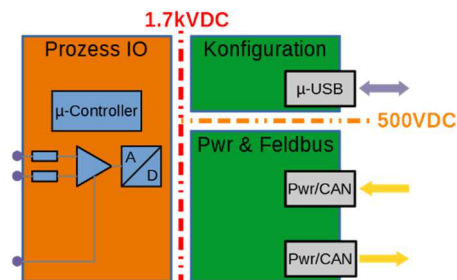 1.7kVDC
Prozess IO
Konfiguration
µ-USB
µ-Controller
500VDC
Pwr & Feldbus
A
D
Pwr/CAN
Pwr/CAN